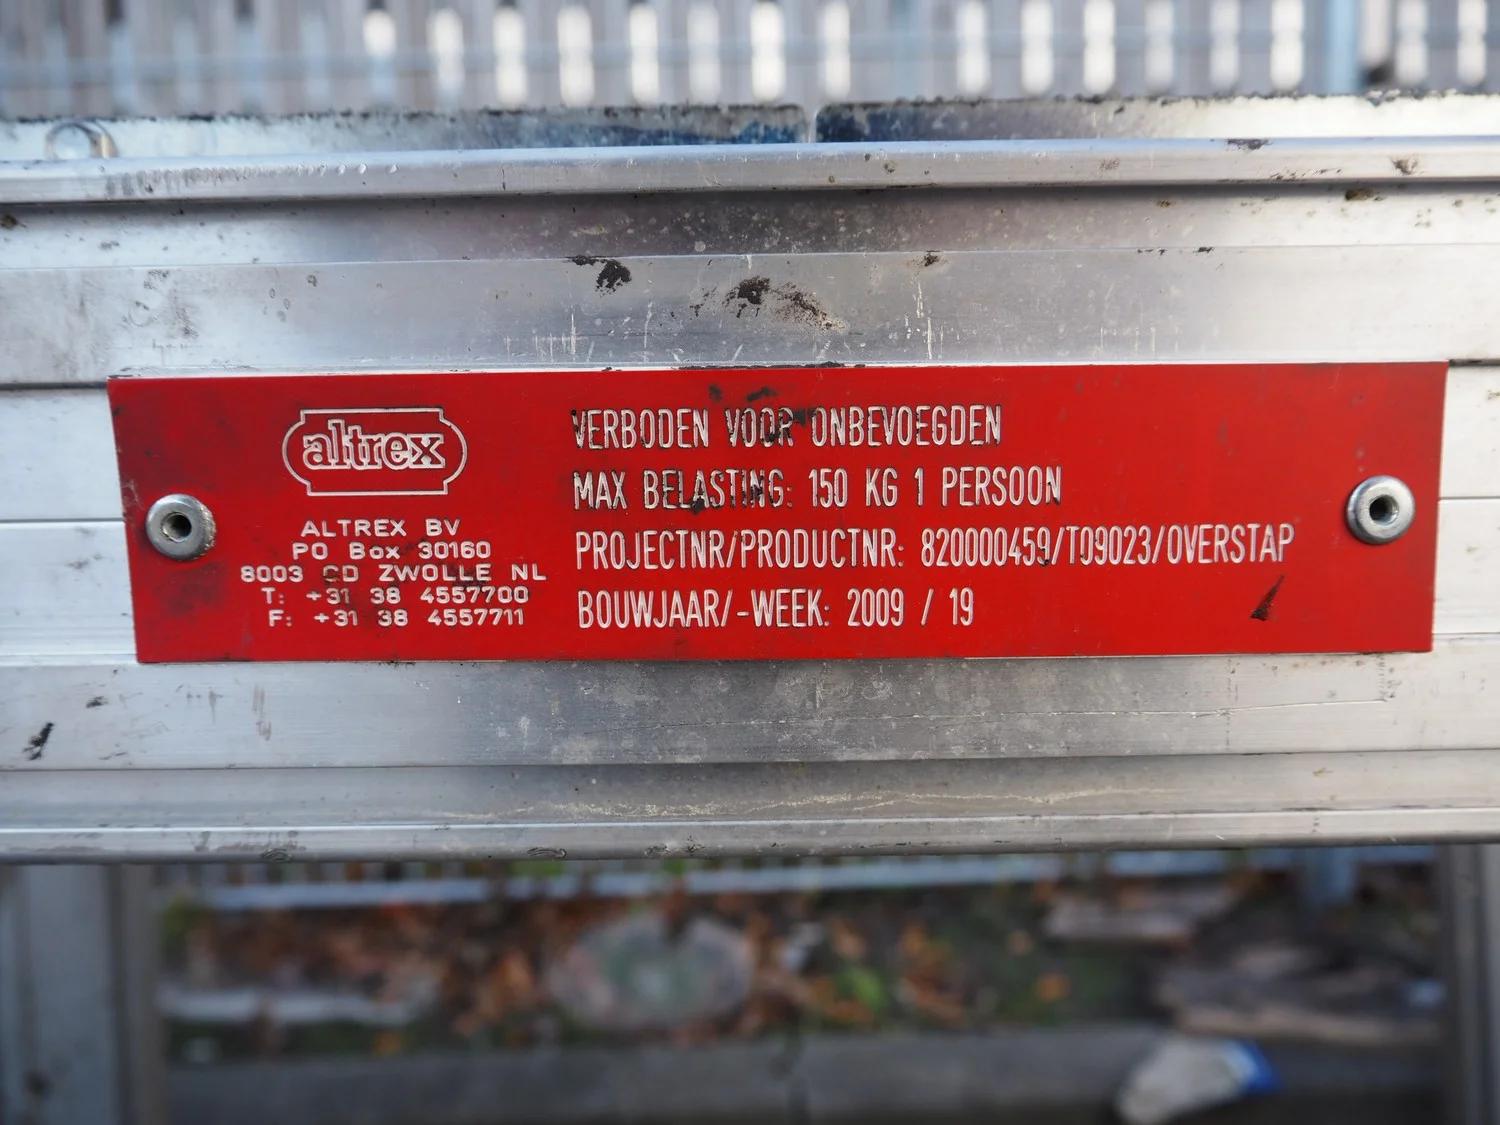 altrex
ALTREX BV
PO Box 30160
8003 CD ZWOLLE NL
T: +31 38 4557700
F: +31 38 4557711
VERBODEN VOOR ONBEVOEGDEN
MAX BELASTING: 150 KG 1 PERSOON
PROJECTNR/PRODUCTNR: 820000459/T09023/OVERSTAP
BOUWJAAR/-WEEK: 2009 / 19